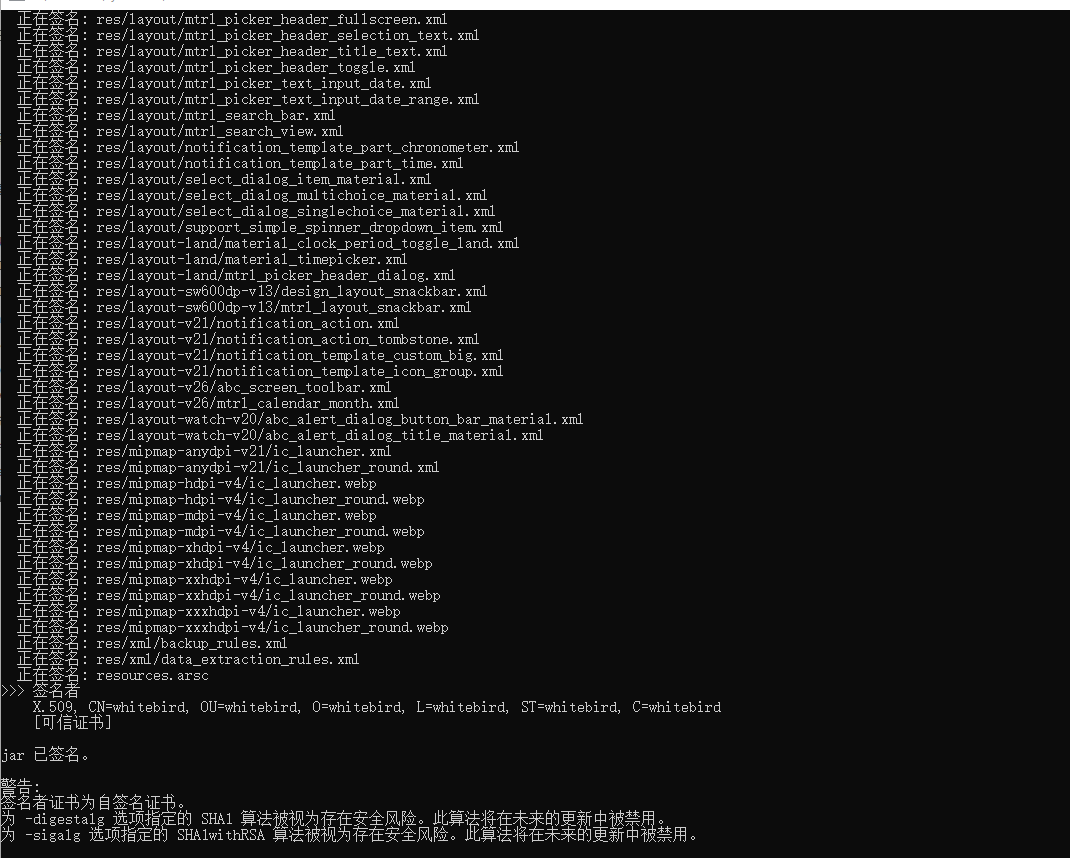 正在签名: res/layout/mtrl_picker_header_fullscreen.xml
正在签名: res/layout/mtrl_picker_header_selection_text.xml
正在签名: res/layout/mtrl_picker_header_title_text.xml
正在签名: res/layout/mtrl_picker_header_toggle.xml
正在签名: res/layout/mtrl_picker_text_input_date.xml
正在签名: res/layout/mtrl_picker_text_input_date_range.xml
正在签名: res/layout/mtrl_search_bar.xml
正在签名: res/layout/mtrl_search_view.xml
正在签名: res/layout/notification_template_part_chronometer.xml
正在签名: res/layout/notification_template_part_time.xml
正在签名: res/layout/select_dialog_item_material.xml
正在签名: res/layout/select_dialog_multichoice_material.xml
正在签名: res/layout/select_dialog_singlechoice_material.xml
正在签名: res/layout/support_simple_spinner_dropdown_item.xml
正在签名: res/layout-land/material_clock_period_toggle_land.xml
正在签名: res/layout-land/material_timepicker.xml
正在签名: res/layout-land/mtrl_picker_header_dialog.xml
正在签名: res/layout-sw600dp-v13/design_layout_snackbar.xml
正在签名: res/layout-sw600dp-v13/mtrl_layout_snackbar.xml
正在签名: res/layout-v21/notification_action.xml
正在签名: res/layout-v21/notification_action_tombstone.xml
正在签名: res/layout-v21/notification_template_custom_big.xml
正在签名: res/layout-v21/notification_template_icon_group.xml
正在签名: res/layout-v26/abc_screen_toolbar.xml
正在签名: res/layout-v26/mtrl_calendar_month.xml
正在签名: res/layout-watch-v20/abc_alert_dialog_button_bar_material.xml
正在签名: res/layout-watch-v20/abc_alert_dialog_title_material.xml
正在签名: res/mipmap-anydpi-v21/ic_launcher.xml
正在签名: res/mipmap-anydpi-v21/ic_launcher_round.xml
正在签名: res/mipmap-hdpi-v4/ic_launcher.webp
正在签名: res/mipmap-hdpi-v4/ic_launcher_round.webp
正在签名: res/mipmap-mdpi-v4/ic_launcher.webp
正在签名: res/mipmap-mdpi-v4/ic_launcher_round.webp
正在签名: res/mipmap-xhdpi-v4/ic_launcher.webp
正在签名: res/mipmap-xhdpi-v4/ic_launcher_round.webp
正在签名: res/mipmap-xxhdpi-v4/ic_launcher.webp
正在签名: res/mipmap-xxhdpi-v4/ic_launcher_round.webp
正在签名: res/mipmap-xxxhdpi-v4/ic_launcher.webp
正在签名: res/mipmap-xxxhdpi-v4/ic_launcher_round.webp
正在签名: res/xml/backup_rules.xml
正在签名: res/xml/data_extraction_rules.xml
正在签名: resources.arsc
>>> 签名者
X.509, CN=whitebird, OU=whitebird, O=whitebird, L=whitebird, ST=whitebird, C=whitebird
[可信证书]
jar 已签名。
警告:
签名者证书为自签名证书。
为 -digestalg 选项指定的 SHA1 算法被视为存在安全风险。此算法将在未来的更新中被禁用。
为 -sigalg 选项指定的 SHA1withRSA 算法被视为存在安全风险。此算法将在未来的更新中被禁用。